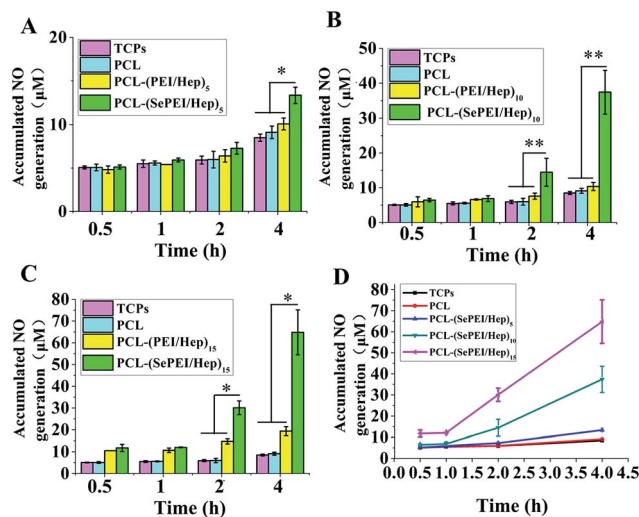 A
Accumulated NO
generation (μM)
20
15
10
5
0
TCPs
PCL
PCL-(PEI/Hep)₅
PCL-(SePEI/Hep)₅
*
0.5 1 2 4
Time (h)
B
Accumulated NO
generation (μM)
50
40
30
20
10
0
TCPs
PCL
PCL-(PEI/Hep)₁₀
PCL-(SePEI/Hep)₁₀
**
**
0.5 1 2 4
Time (h)
C
Accumulated NO
generation (μM)
80
70
60
50
40
30
20
10
0
TCPs
PCL
PCL-(PEI/Hep)₁₅
PCL-(SePEI/Hep)₁₅
*
*
0.5 1 2 4
Time (h)
D
Accumulated NO
generation (μM)
80
70
60
50
40
30
20
10
0
TCPs
PCL
PCL-(SePEI/Hep)₅
PCL-(SePEI/Hep)₁₀
PCL-(SePEI/Hep)₁₅
0.0 0.5 1.0 1.5 2.0 2.5 3.0 3.5 4.0 4.5
Time (h)